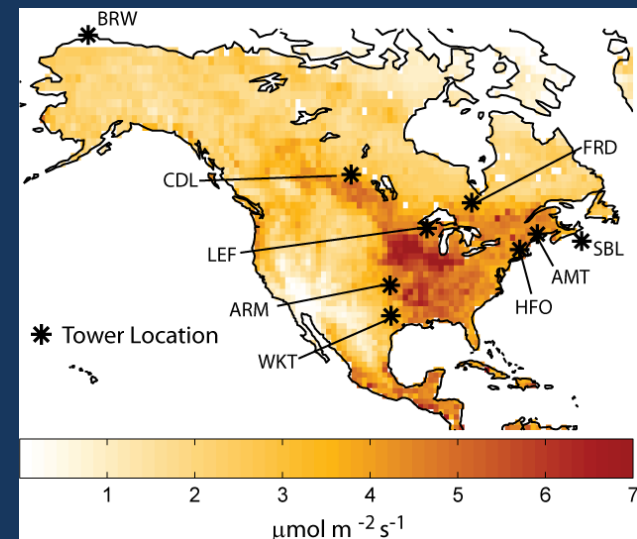 BRW
FRD
CDL
LEF
SBL
AMT
ARM
HFO
Tower Location
WKT
1 2 3 4 5 6 7
μmol m -2 s-1